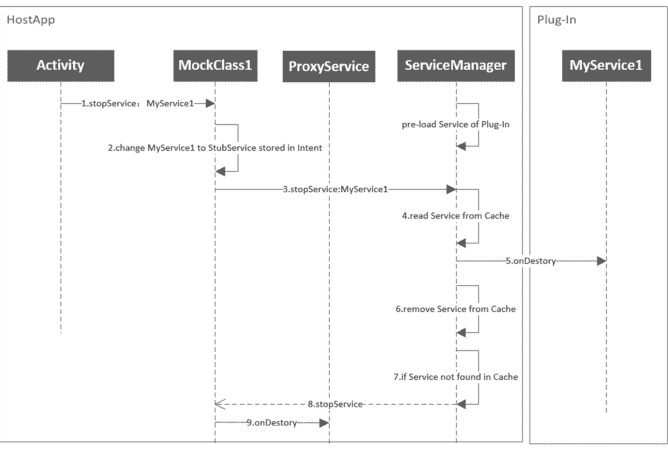 HostApp
Plug-In
Activity
MockClass1
ProxyService
ServiceManager
MyService1
1.stopService：MyService1
pre-load Service of Plug-In
2.change MyService1 to StubService stored in Intent
3.stopService:MyService1
4.read Service from Cache
5.onDestory
6.remove Service from Cache
7.if Service not found in Cache
8.stopService
9.onDestory